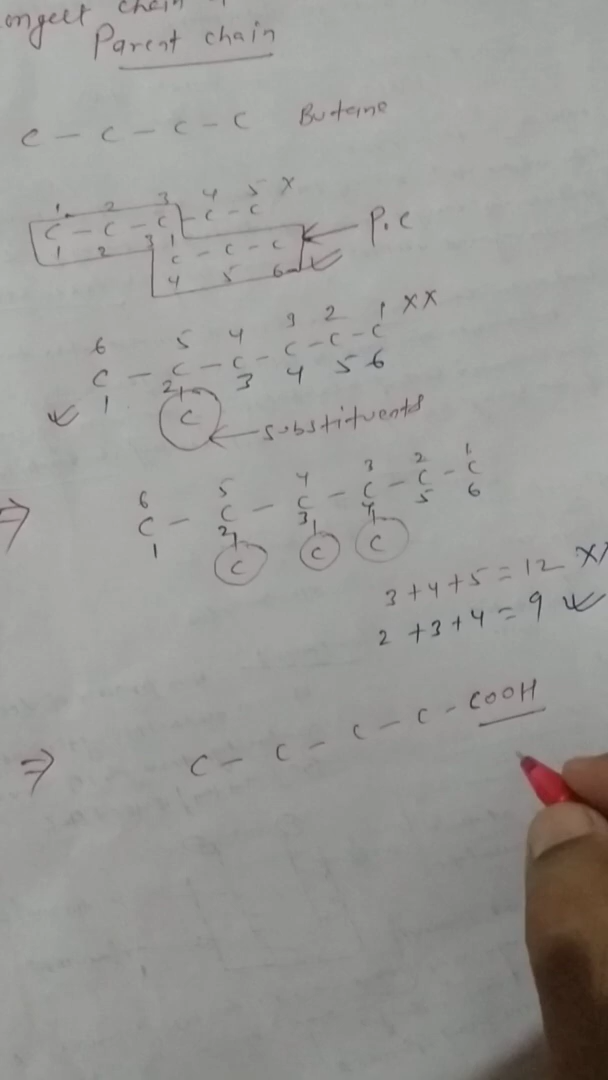 Longest chain
Parent chain
C - C - C - C Butane
1. 2 3 4 5 X
C - C - C - C - C
1 2 3 C - C - C P.C
4 5 6
6 5 4 3 2 1 XX
C - C - C - C - C - C
1 2 3 4 5 6
C substituents
6 5 4 3 2 1
⇒ C - C - C - C - C - C
1 2 3 4 5 6
C C C
3 + 4 + 5 = 12 XX
2 + 3 + 4 = 9
⇒ C - C - C - C - COOH